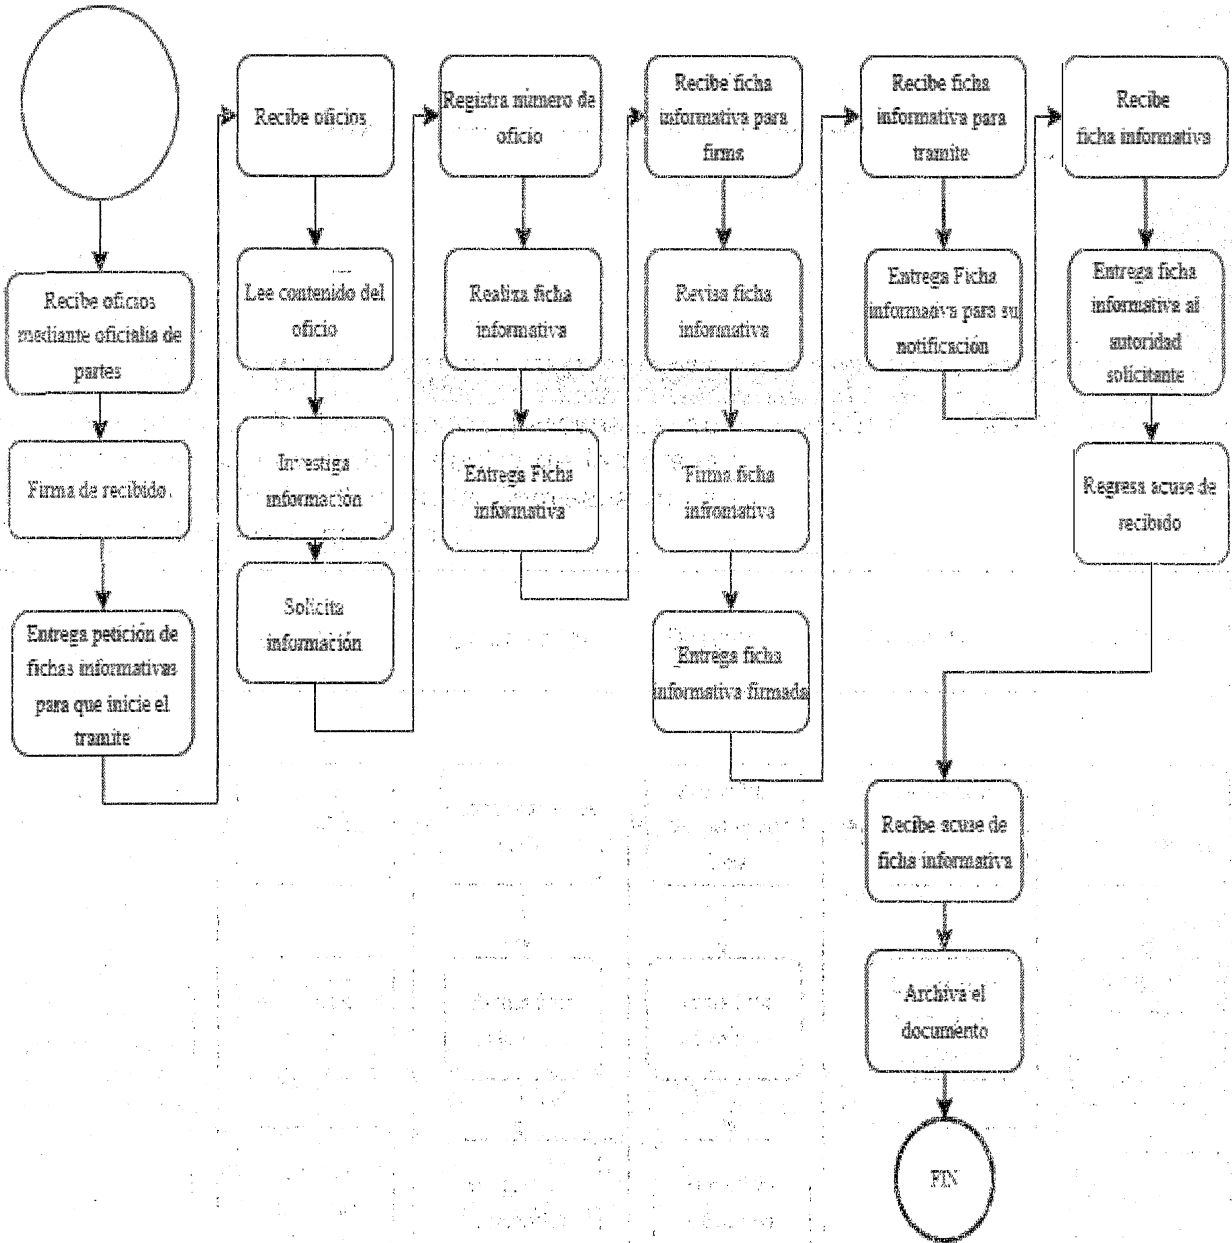 Recibe oficios
mediante oficialia de
partes
Firma de recibido
Entrega petición de
fichas informativas
para que inicie el
tramite
Recibe oficios
Lee contenido del
oficio
Investiga
información
Solicita
información
Registra número de
oficio
Realiza ficha
informativa
Entrega Ficha
informativa
Recibe ficha
informativa para
firma
Revisa ficha
informativa
Firma ficha
infromativa
Entrega ficha
informativa firmada
Recibe ficha
informativa para
tramite
Entrega Ficha
informativa para su
notificación
Recibe
ficha informativa
Entrega ficha
informativa al
autoridad
solicitante
Regresa acuse de
recibido
Recibe acuse de
ficha informativa
Archiva el
documento
FIN